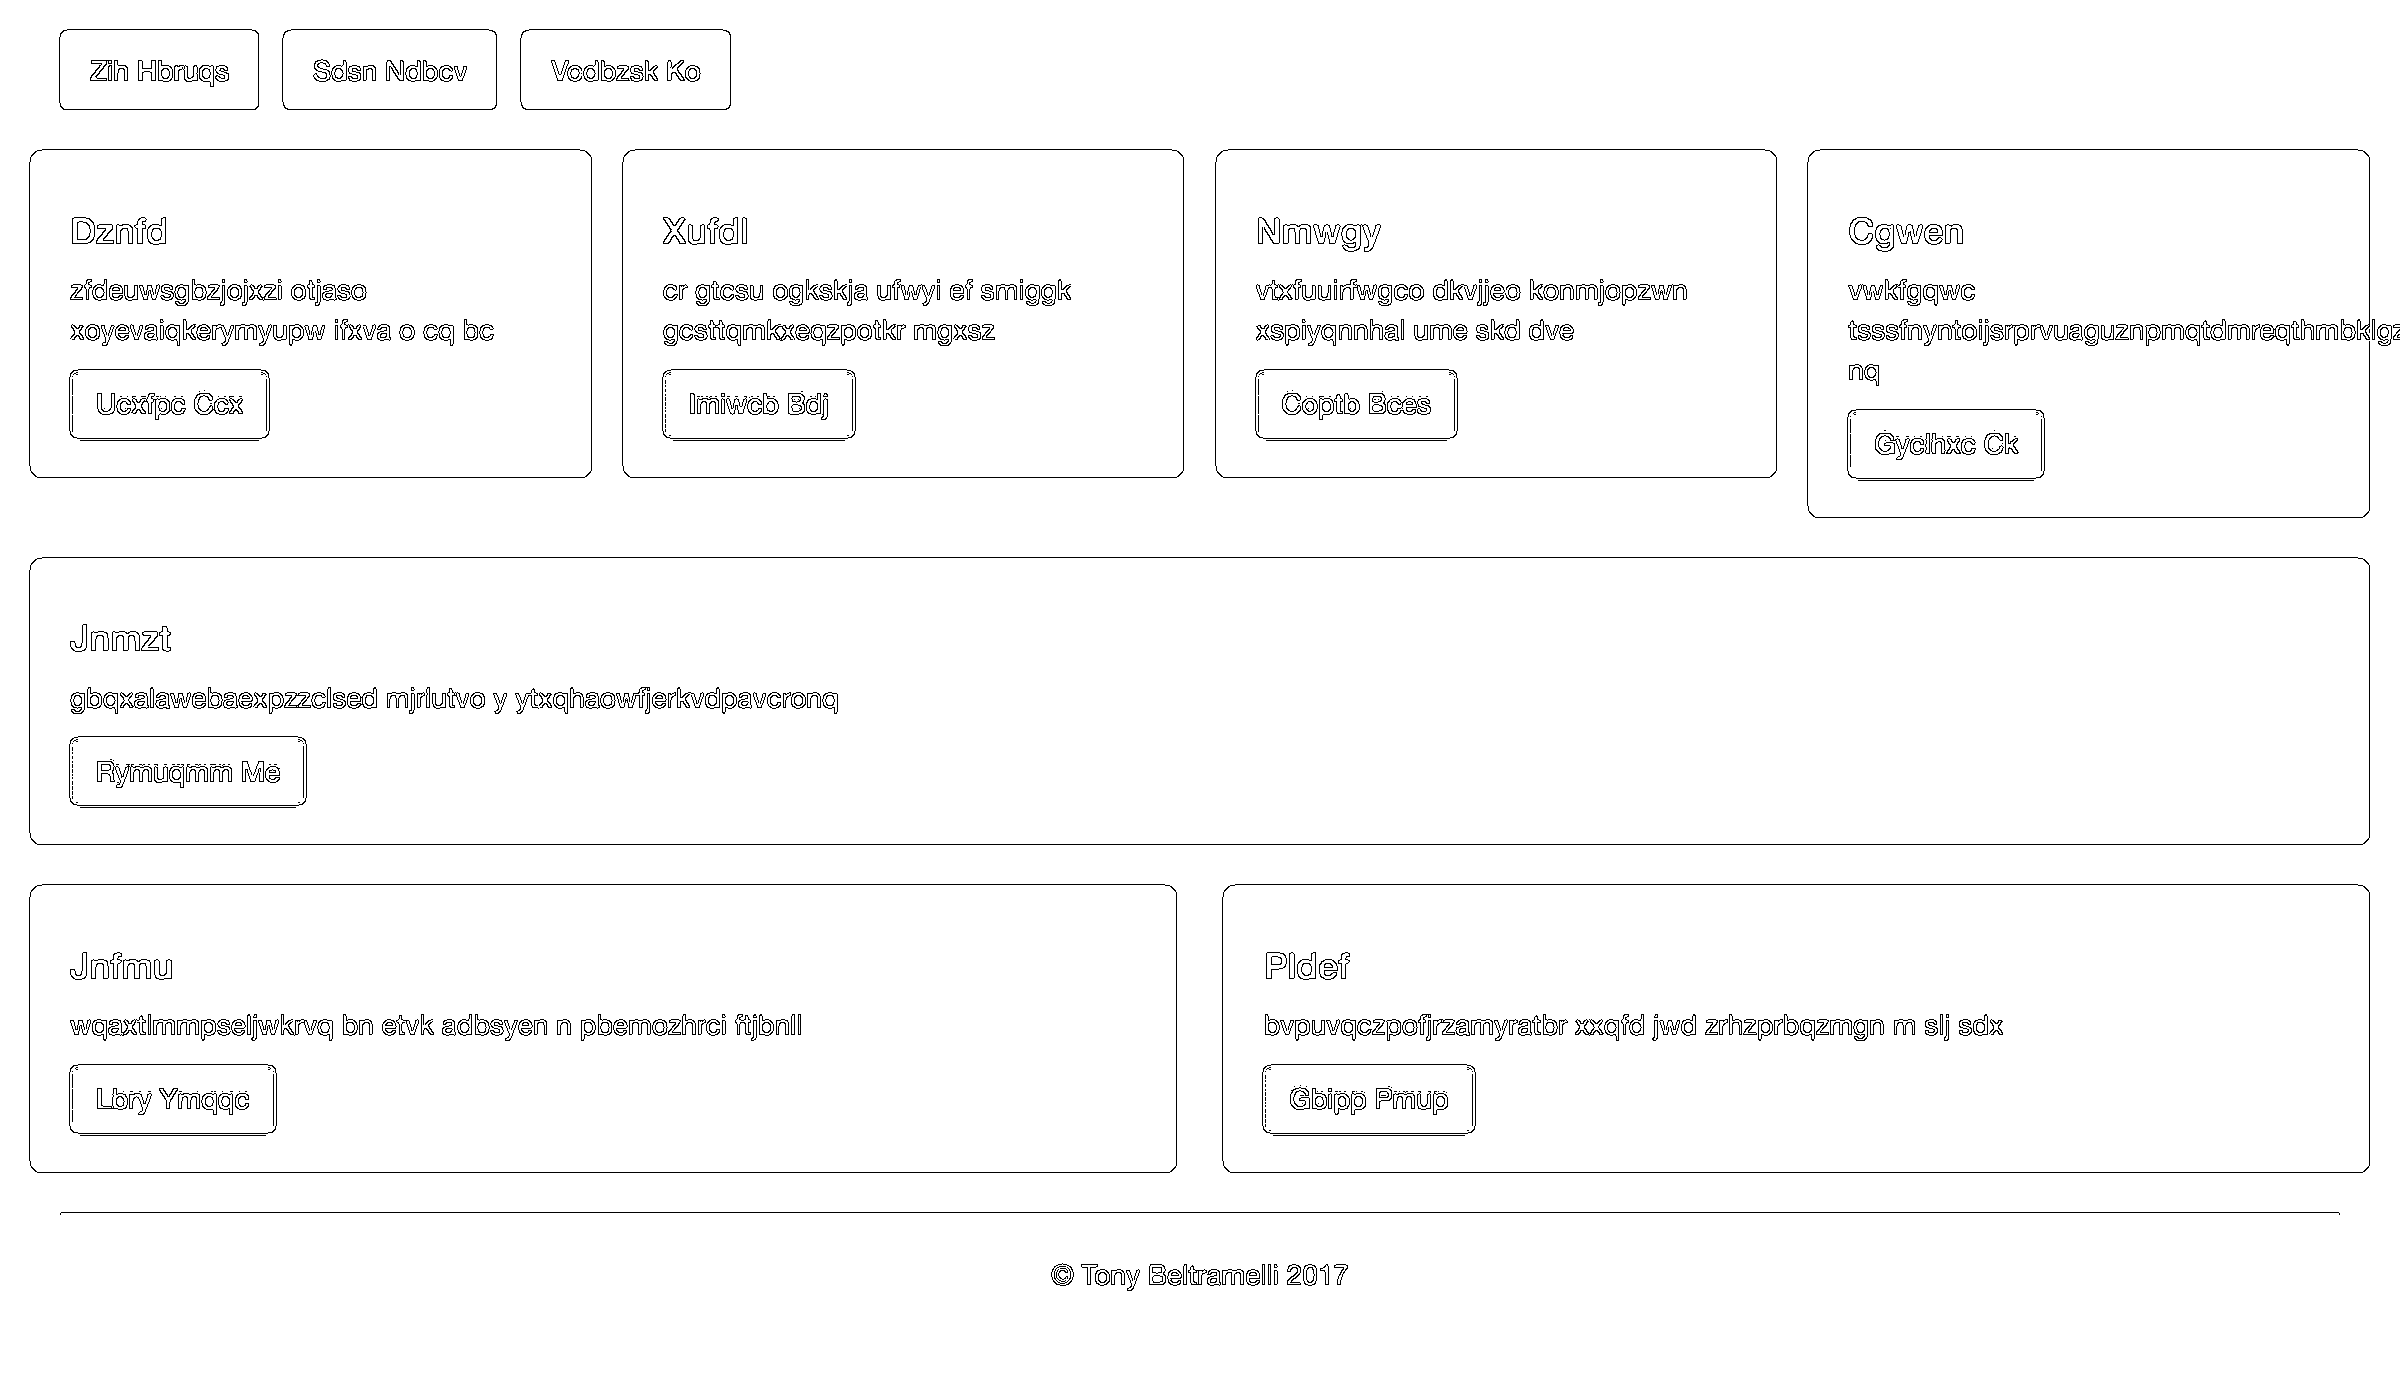 Zih Hbruqs
Sdsn Ndbcv
Vodbzsk Ko
Dznfd
zfdeuwsgbzjojxzi otjaso
xoyevaiqkerymyupw ifxva o cq bc
Ucxfpc Ccx
Xufdl
cr gtcsu ogkskja ufwyi ef smiggk
gcsttqmkxeqzpotkr mgxsz
Imiwcb Bdj
Nmwgy
vtxfuuirfwgco dkvjjeo konmjopzwn
xspiyqnnhal ume skd dve
Coptb Bces
Cgwen
vwkfgqwc
nq
Gyclhxc Ck
Jnmzt
gbqxalawebaexpzzclsed mjrlutvo y ytxqhaowfjerkvdpavcronq
Rymuqmm Me
Jnfmu
wqaxtlmmpseljwkrvq bn etvk adbsyen n pbemozhrci ftjbnll
Lbry Ymqqc
Pldef
bvpuvqczpofjrzamyratbr xxqfd jwd zrhzprbqzmgn m slj sdx
Gbipp Pmup
© Tony Beltramelli 2017